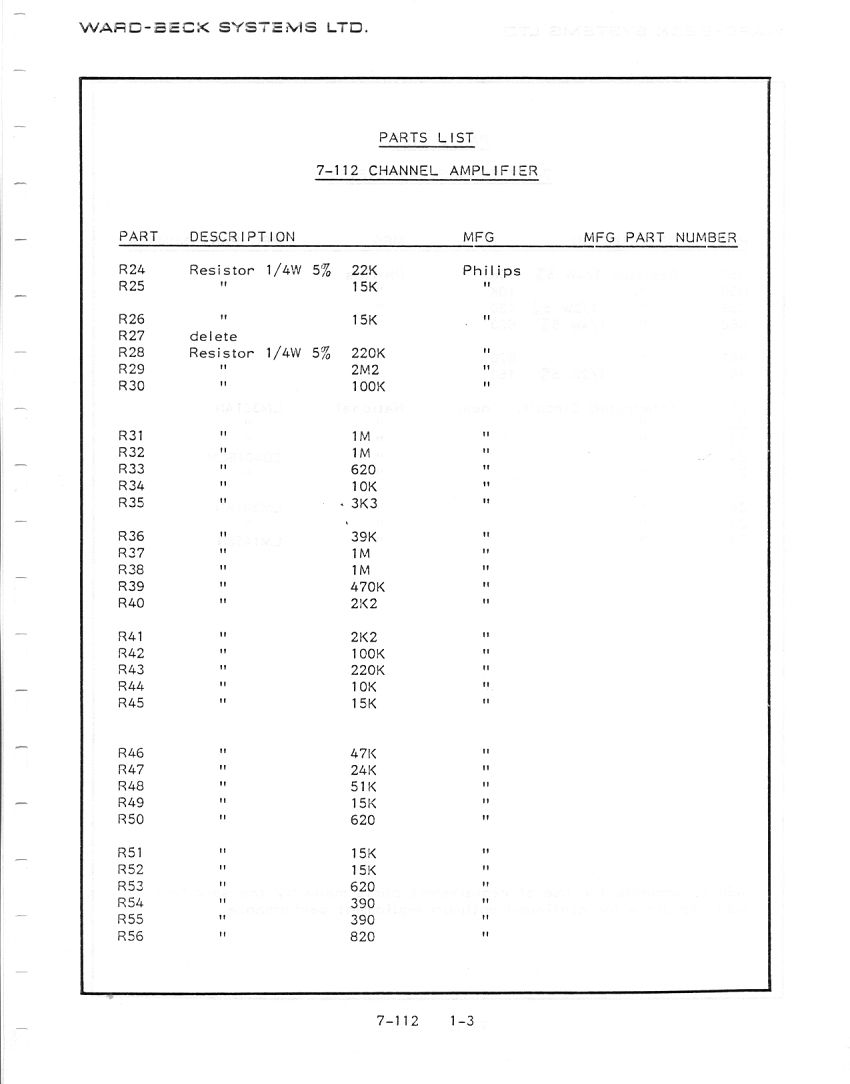 WARD-BECK SYSTEMS LTD.
PARTS LIST
7-112 CHANNEL AMPLIFIER
PART DESCRIPTION MFG MFG PART NUMBER
R24 Resistor 1/4W 5% 22K Philips
R25 " 15K "
R26 " 15K "
R27 delete
R28 Resistor 1/4W 5% 220K "
R29 " 2M2 "
R30 " 100K "
R31 " 1M "
R32 " 1M "
R33 " 620 "
R34 " 10K "
R35 " 3K3 "
R36 " 39K "
R37 " 1M "
R38 " 1M "
R39 " 470K "
R40 " 2K2 "
R41 " 2K2 "
R42 " 100K "
R43 " 220K "
R44 " 10K "
R45 " 15K "
R46 " 47K "
R47 " 24K "
R48 " 51K "
R49 " 15K "
R50 " 620 "
R51 " 15K "
R52 " 15K "
R53 " 620 "
R54 " 390 "
R55 " 390 "
R56 " 820 "
7-112 1-3